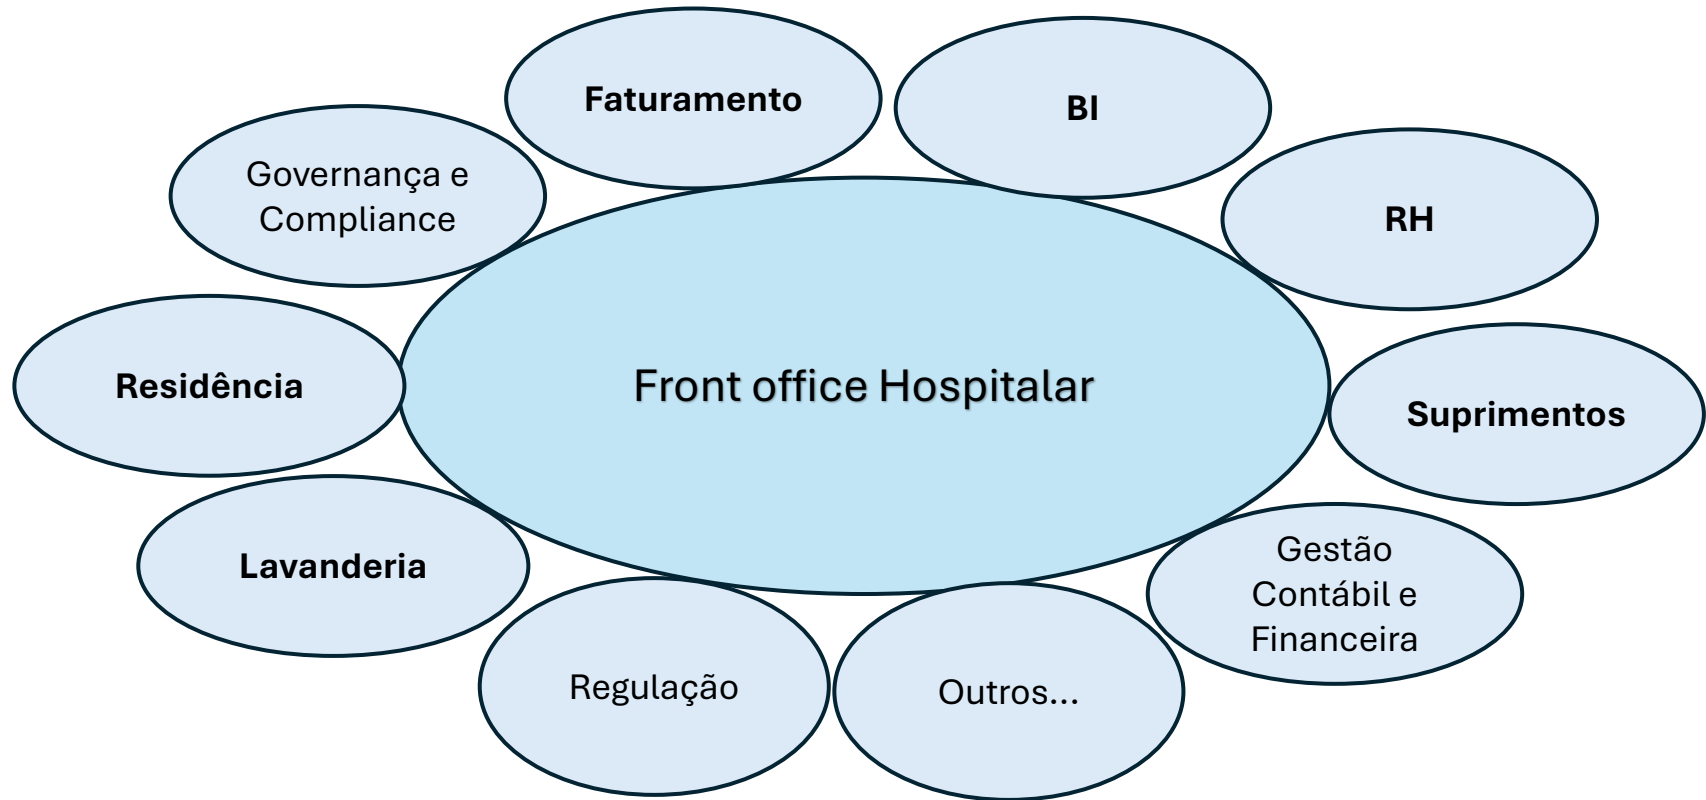 Faturamento
BI
Governança e
Compliance
RH
Residência
Front office Hospitalar
Suprimentos
Lavanderia
Gestão
Contábil e
Financeira
Regulação
Outros...